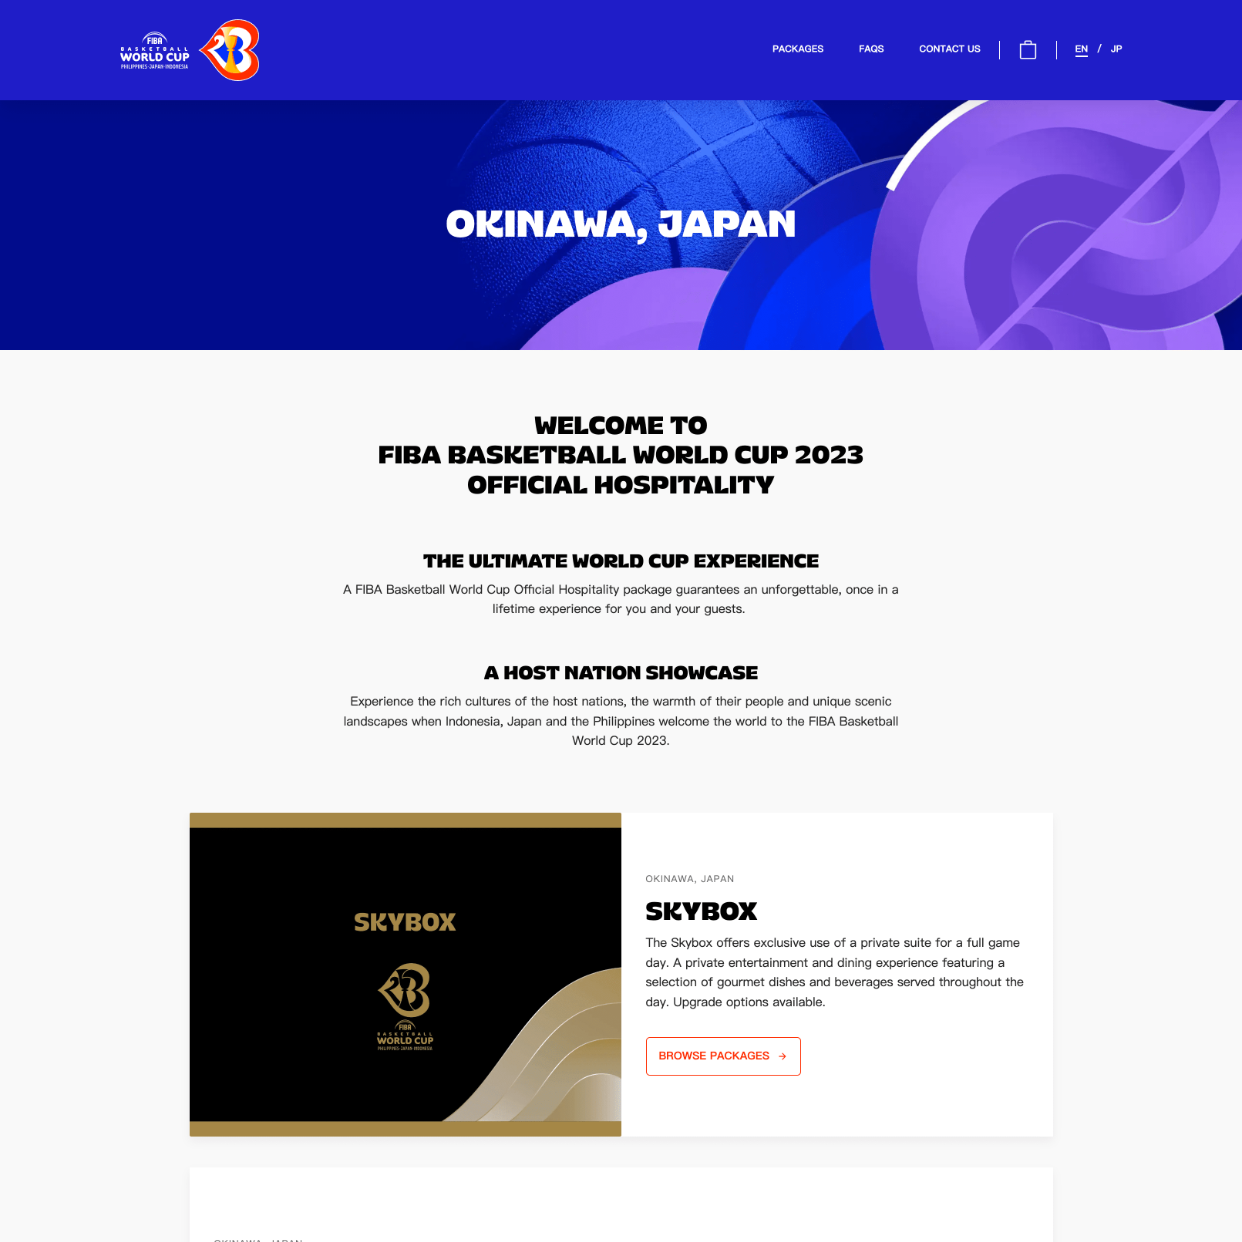 FIBA
BASKETBALL
WORLD CUP
PHILIPPINES·JAPAN·INDONESIA
PACKAGES
FAQS
CONTACT US
EN / JP
OKINAWA, JAPAN
WELCOME TO
FIBA BASKETBALL WORLD CUP 2023
OFFICIAL HOSPITALITY
THE ULTIMATE WORLD CUP EXPERIENCE
A FIBA Basketball World Cup Official Hospitality package guarantees an unforgettable, once in a
lifetime experience for you and your guests.
A HOST NATION SHOWCASE
Experience the rich cultures of the host nations, the warmth of their people and unique scenic
landscapes when Indonesia, Japan and the Philippines welcome the world to the FIBA Basketball
World Cup 2023.
SKYBOX
FIBA
BASKETBALL
WORLD CUP
PHILIPPINES·JAPAN·INDONESIA
OKINAWA, JAPAN
SKYBOX
The Skybox offers exclusive use of a private suite for a full game
day. A private entertainment and dining experience featuring a
selection of gourmet dishes and beverages served throughout the
day. Upgrade options available.
BROWSE PACKAGES →